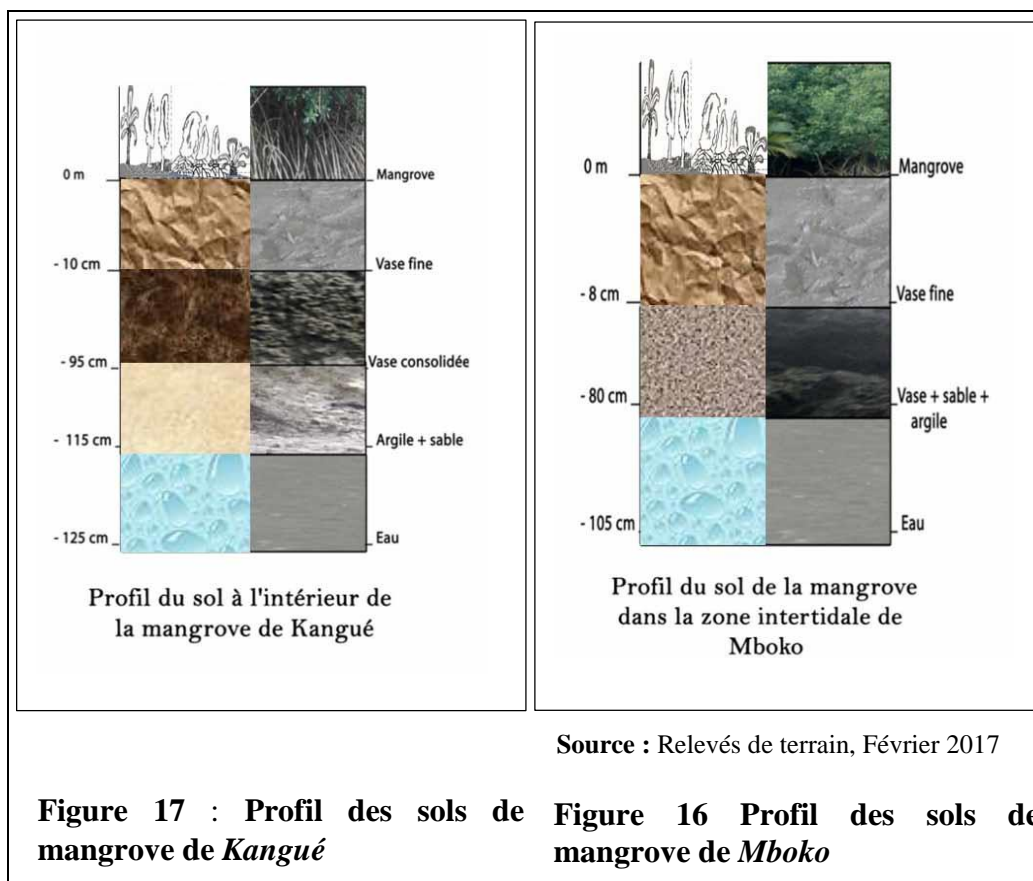 0 m
Mangrove
- 10 cm
Vase fine
- 95 cm
Vase consolidée
- 115 cm
Argile + sable
- 125 cm
Eau
Profil du sol à l'intérieur de
la mangrove de Kangué
0 m
Mangrove
- 8 cm
Vase fine
- 80 cm
Vase + sable +
argile
- 105 cm
Eau
Profil du sol de la mangrove
dans la zone intertidale de
Mboko
Source : Relevés de terrain, Février 2017
Figure 17 : Profil des sols de
mangrove de Kangué
Figure 16 Profil des sols de
mangrove de Mboko